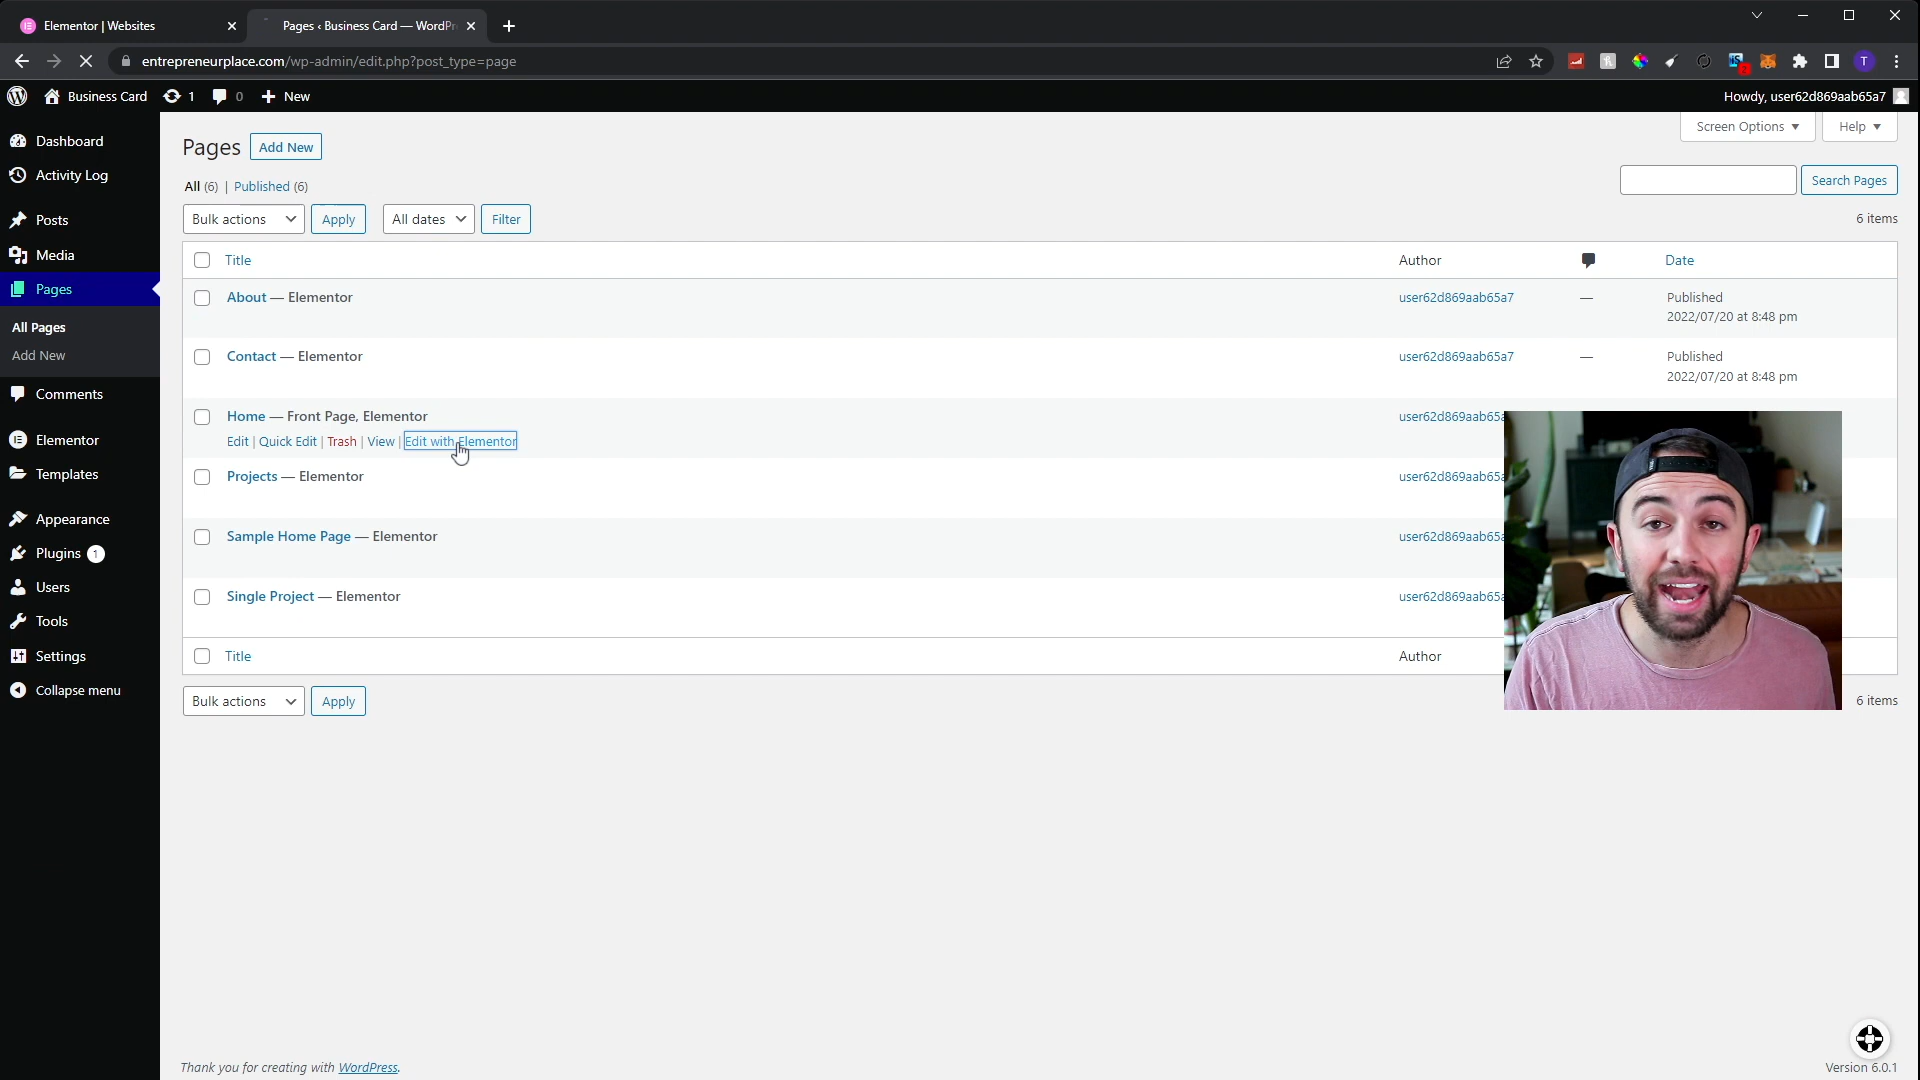 Elementor | Websites
Pages ‹ Business Card — WordPr
entrepreneurplace.com/wp-admin/edit.php?post_type=page
T
Business Card 1 0 New
Howdy, user62d869aab65a7
Dashboard
Activity Log
Posts
Media
Pages
All Pages
Add New
Comments
Elementor
Templates
Appearance
Plugins 1
Users
Tools
Settings
Collapse menu
Screen Options
Help
Pages Add New
All (6) | Published (6)
Search Pages
Bulk actions Apply All dates Filter
6 items
Title Author Date
About — Elementor user62d869aab65a7 — Published
2022/07/20 at 8:48 pm
Contact — Elementor user62d869aab65a7 — Published
2022/07/20 at 8:48 pm
Home — Front Page, Elementor user62d869aab65a
Edit | Quick Edit | Trash | View | Edit with Elementor
Projects — Elementor user62d869aab65a
Sample Home Page — Elementor user62d869aab65a
Single Project — Elementor user62d869aab65a
Title Author
Bulk actions Apply
6 items
Thank you for creating with WordPress.
Version 6.0.1